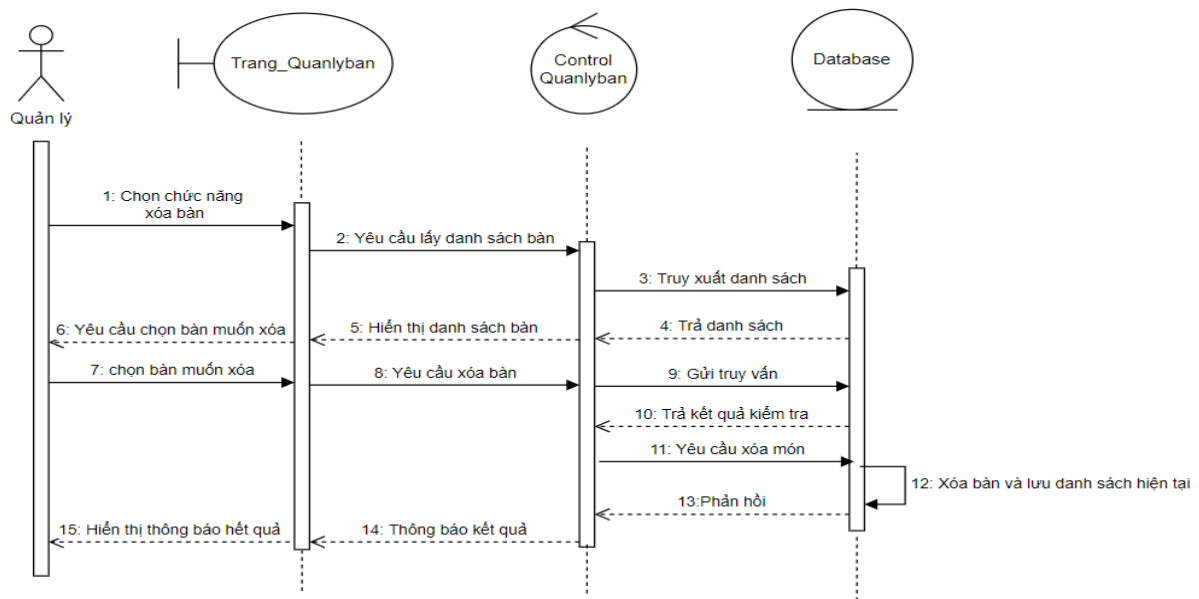 Quản lý
Trang_Quanlyban
Control
Quanlyban
Database
1: Chọn chức năng
xóa bàn
2: Yêu cầu lấy danh sách bàn
3: Truy xuất danh sách
4: Trả danh sách
5: Hiển thị danh sách bàn
6: Yêu cầu chọn bàn muốn xóa
7: chọn bàn muốn xóa
8: Yêu cầu xóa bàn
9: Gửi truy vấn
10: Trả kết quả kiểm tra
11: Yêu cầu xóa món
12: Xóa bàn và lưu danh sách hiện tại
13:Phản hồi
14: Thông báo kết quả
15: Hiển thị thông báo hết quả